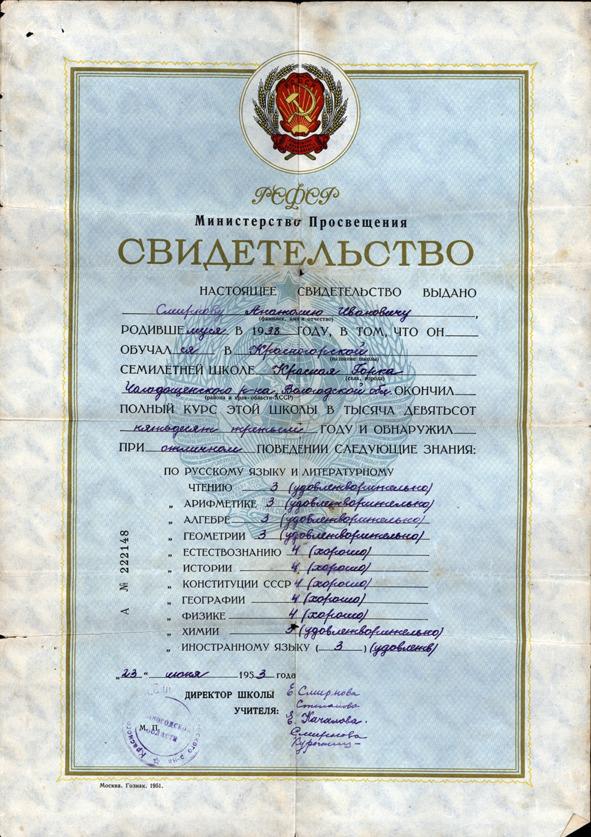 РСФСР
Министерство Просвещения
СВИДЕТЕЛЬСТВО
НАСТОЯЩЕЕ СВИДЕТЕЛЬСТВО ВЫДАНО
Смирнову Анатолию Ивановичу,
(фамилия, имя и отчество)
РОДИВШЕМУСЯ В 1938 ГОДУ, В ТОМ, ЧТО ОН
ОБУЧАЛСЯ В Красногорской
(название школы)
СЕМИЛЕТНЕЙ ШКОЛЕ Красная Горка
(села, города)
Чагодощенского р-на, Вологодской обл ОКОНЧИЛ
(района и края-области-АССР)
ПОЛНЫЙ КУРС ЭТОЙ ШКОЛЫ В ТЫСЯЧА ДЕВЯТЬСОТ
пятьдесят третьем ГОДУ И ОБНАРУЖИЛ
ПРИ отличном ПОВЕДЕНИИ СЛЕДУЮЩИЕ ЗНАНИЯ:
ПО РУССКОМУ ЯЗЫКУ И ЛИТЕРАТУРНОМУ
ЧТЕНИЮ 3 (удовлетворительно)
„ АРИФМЕТИКЕ 3 (удовлетворительно)
„ АЛГЕБРЕ 3 (удовлетворительно)
„ ГЕОМЕТРИИ 3 (удовлетворительно)
„ ЕСТЕСТВОЗНАНИЮ 4 (хорошо)
„ ИСТОРИИ 4 (хорошо)
„ КОНСТИТУЦИИ СССР 4 (хорошо)
„ ГЕОГРАФИИ 4 (хорошо)
„ ФИЗИКЕ 4 (хорошо)
„ ХИМИИ 3 (удовлетворительно)
„ ИНОСТРАННОМУ ЯЗЫКУ ( 3 ) (удовлетв)
А № 222148
„23“ июня 1953 года
ДИРЕКТОР ШКОЛЫ Е. Смирнова
УЧИТЕЛЯ: Степанова
Е. Качалова.
Смирнова
М. П.
Москва. Гознак. 1951.